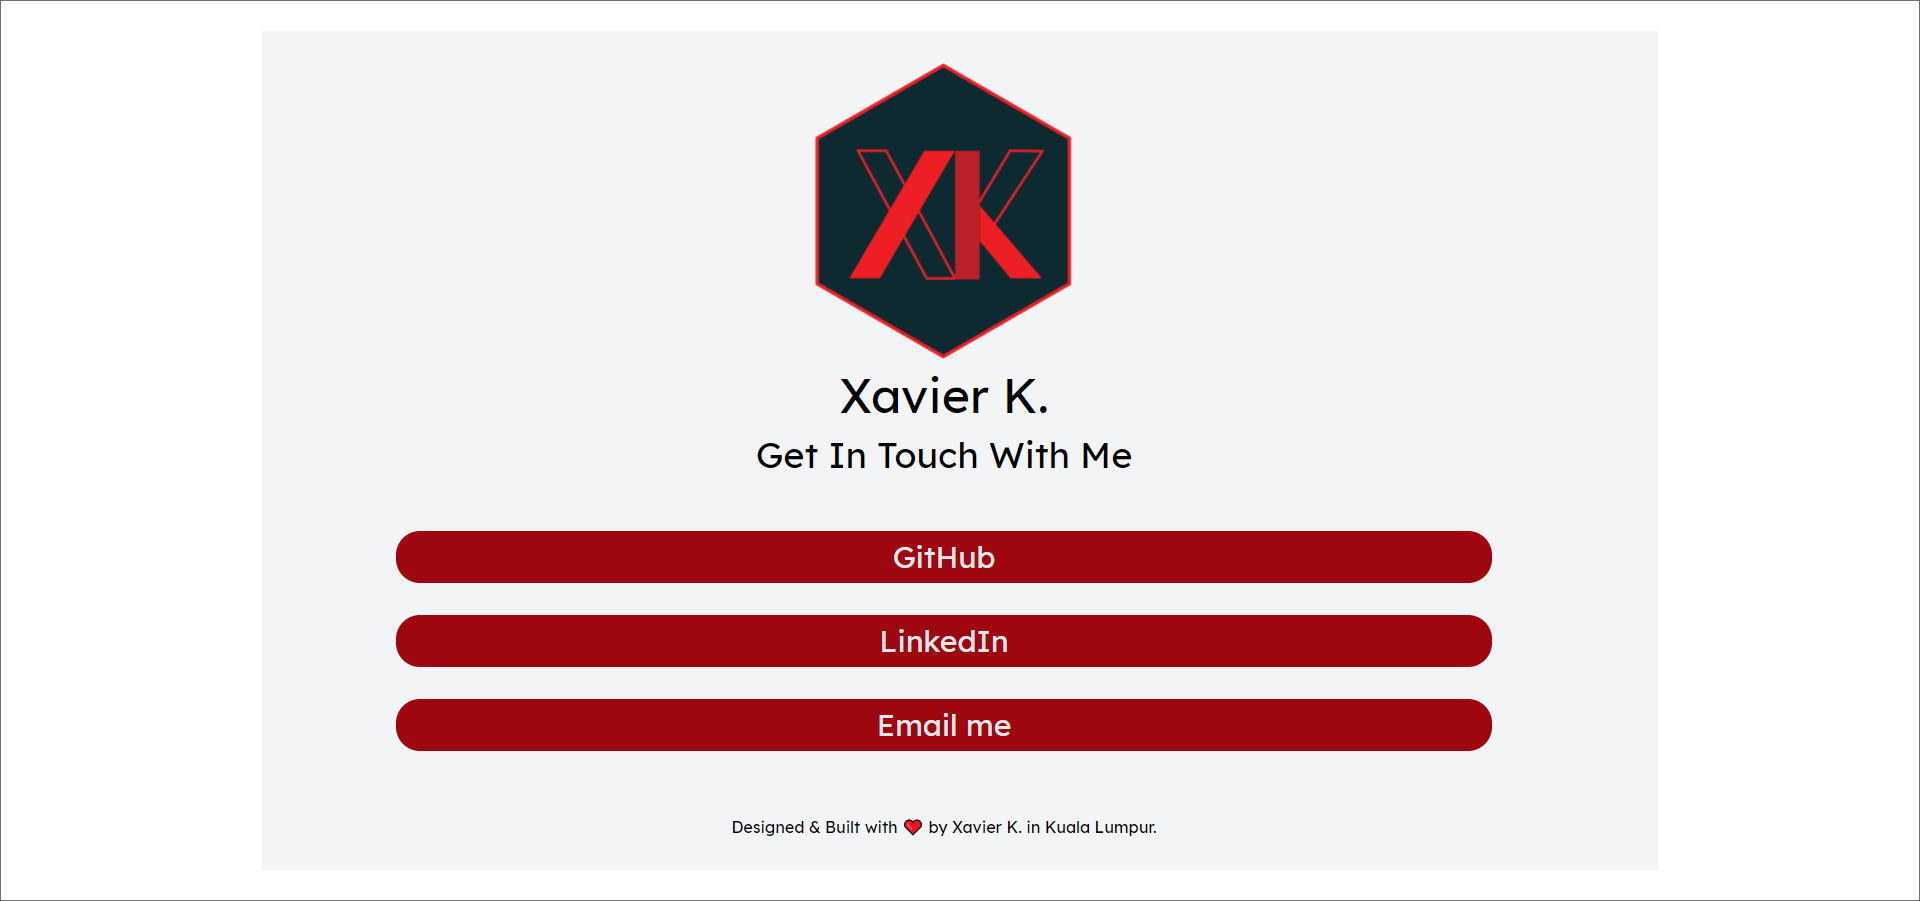 XK
Xavier K.
Get In Touch With Me
GitHub
LinkedIn
Email me
Designed & Built with ❤️ by Xavier K. in Kuala Lumpur.